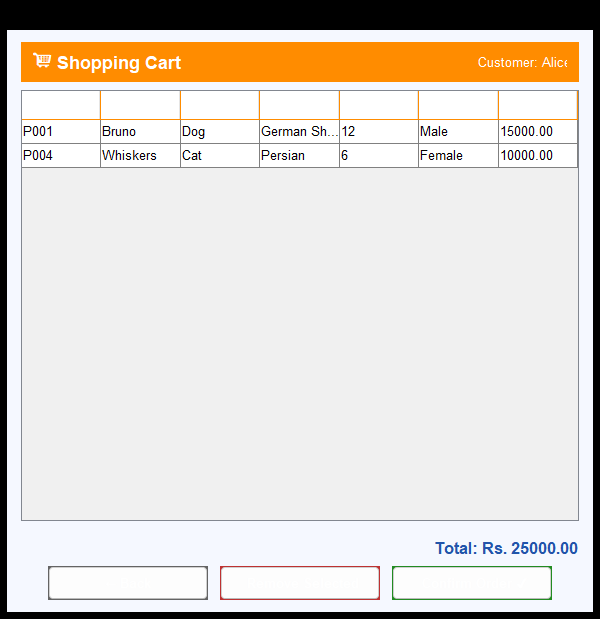 Shopping Cart Customer: Alice
P001 Bruno Dog German Sh... 12 Male 15000.00
P004 Whiskers Cat Persian 6 Female 10000.00
Total: Rs. 25000.00